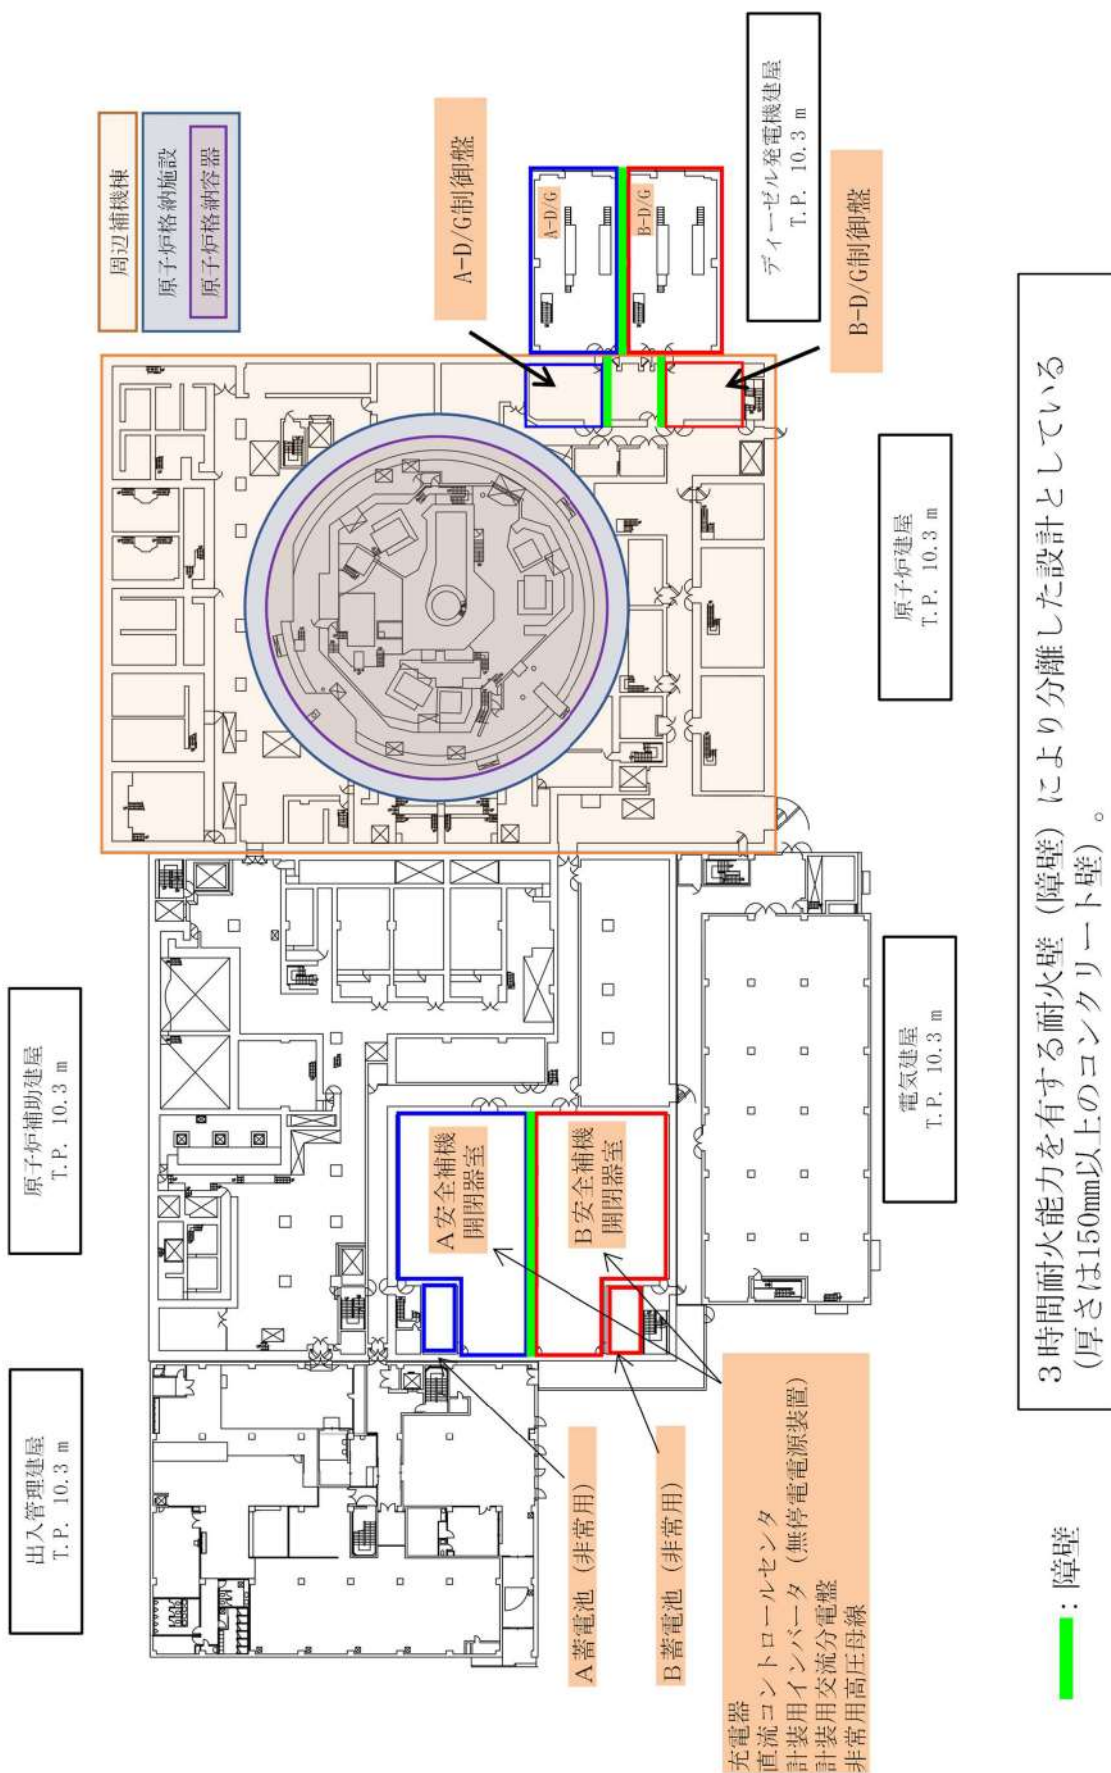 出入管理建屋
T.P. 10.3 m
原子炉補助建屋
T.P. 10.3 m
周辺補機棟
原子炉格納施設
原子炉格納容器
A-D/G制御盤
A-D/G
B-D/G
ディーゼル発電機建屋
T.P. 10.3 m
B-D/G制御盤
A安全補機
開閉器室
B安全補機
開閉器室
A蓄電池（非常用）
B蓄電池（非常用）
充電器
直流コントロールセンタ
計装用インバータ（無停電電源装置）
計装用交流分電盤
非常用高圧母線
電気建屋
T.P. 10.3 m
原子炉建屋
T.P. 10.3 m
：障壁
３時間耐火能力を有する耐火壁（障壁）により分離した設計としている
(厚さは150mm以上のコンクリート壁)。